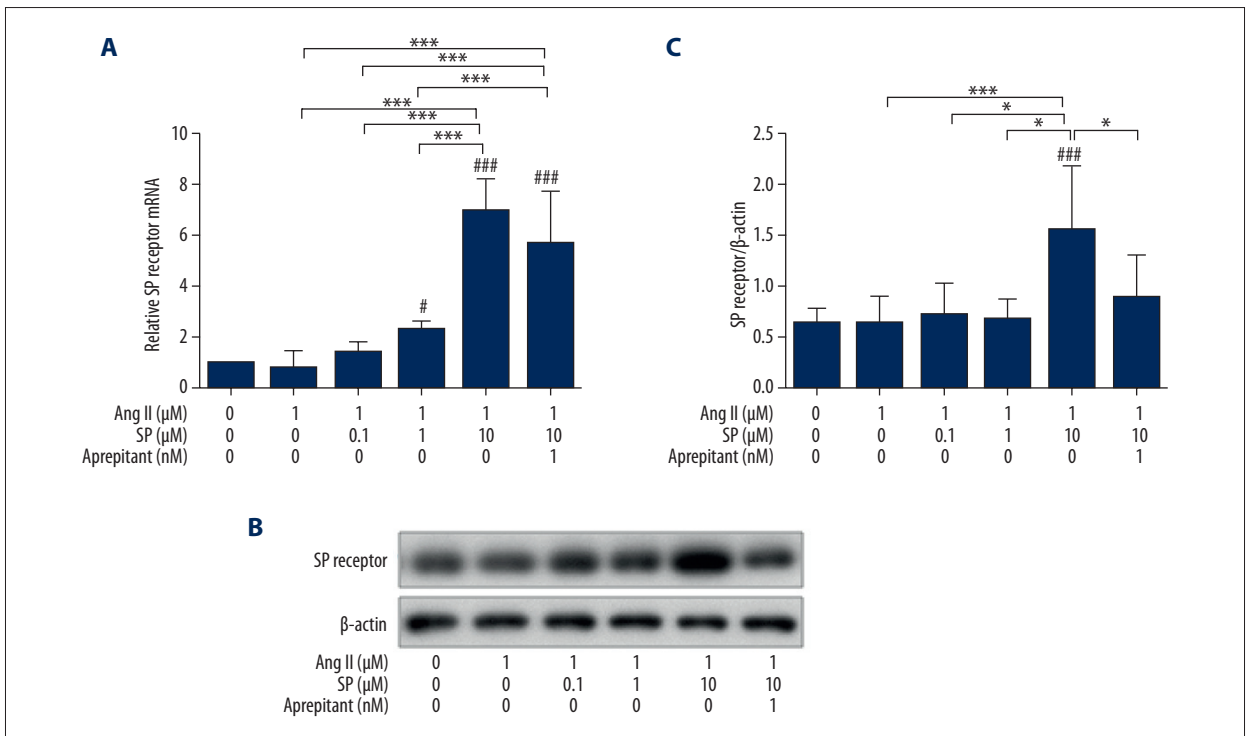 A
***
***
***
***
***
***
###
###
#
Relative SP receptor mRNA
10
8
6
4
2
0
Ang II (μM) 0 1 1 1 1 1
SP (μM) 0 0 0.1 1 10 10
Aprepitant (nM) 0 0 0 0 0 1
C
***
*
* *
###
SP receptor/β-actin
2.5
2.0
1.5
1.0
0.5
0.0
Ang II (μM) 0 1 1 1 1 1
SP (μM) 0 0 0.1 1 10 10
Aprepitant (nM) 0 0 0 0 0 1
B
SP receptor
β-actin
Ang II (μM) 0 1 1 1 1 1
SP (μM) 0 0 0.1 1 10 10
Aprepitant (nM) 0 0 0 0 0 1